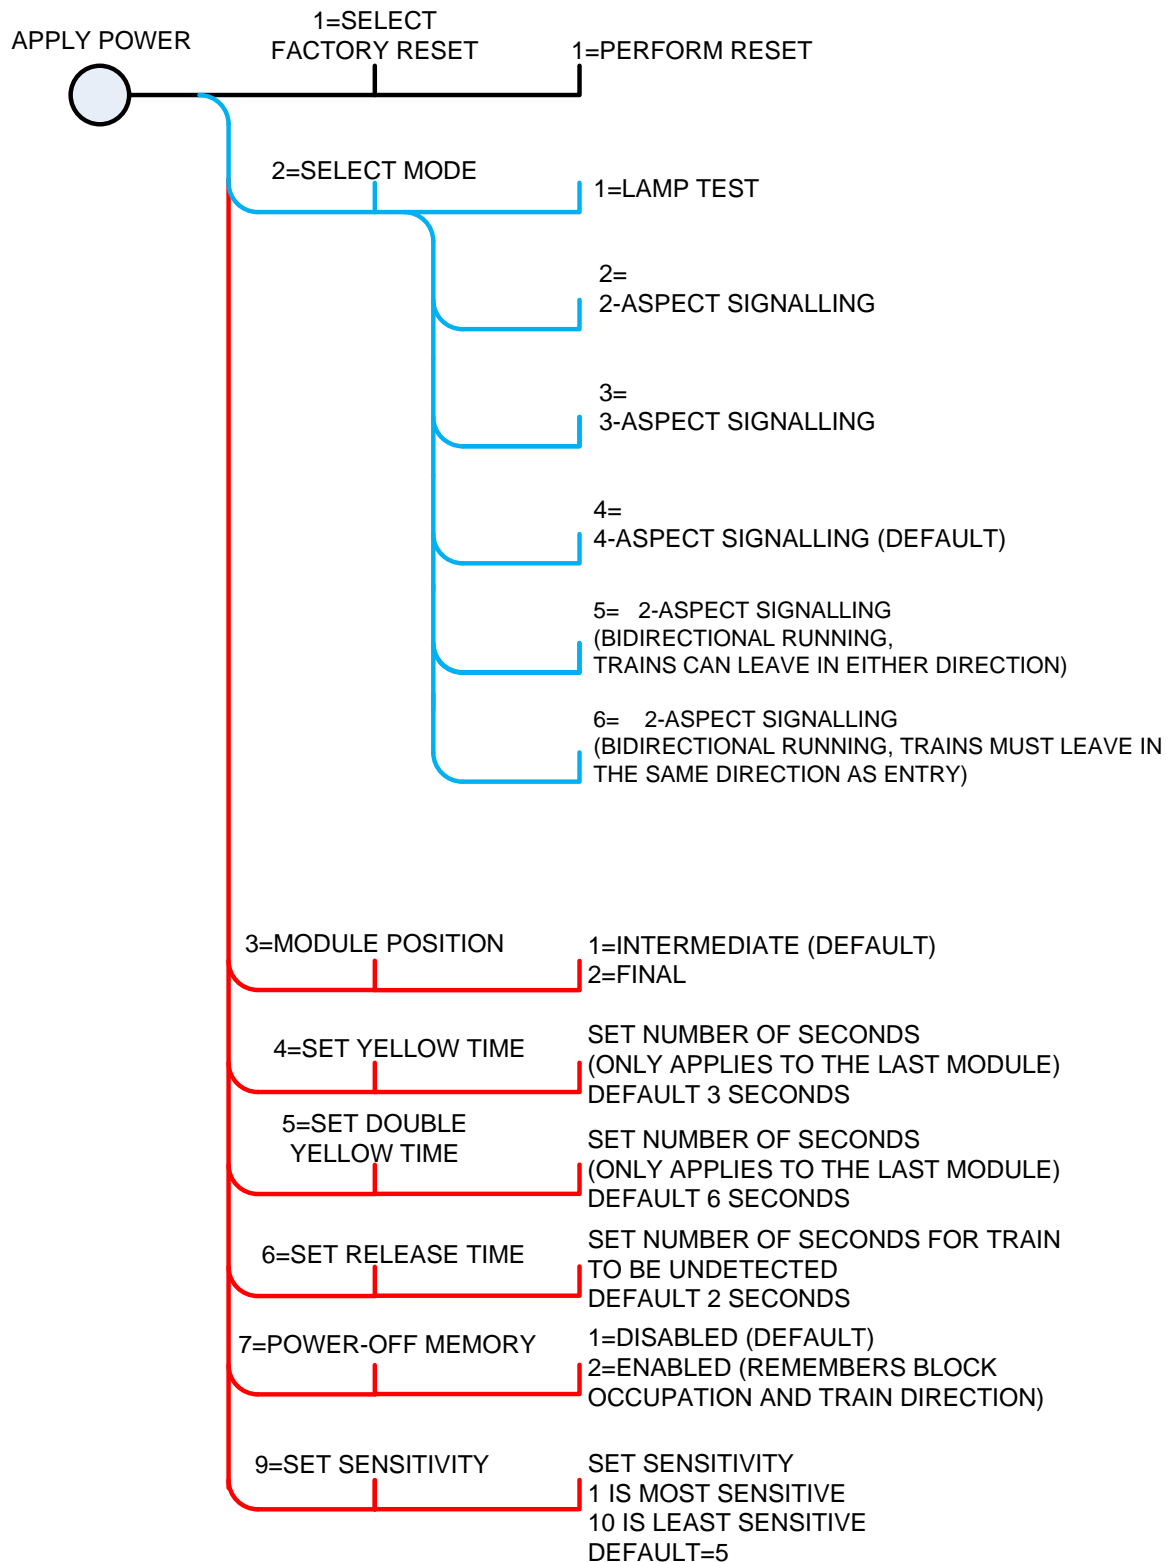 APPLY POWER
1=SELECT
FACTORY RESET
1=PERFORM RESET
2=SELECT MODE
1=LAMP TEST
2=
2-ASPECT SIGNALLING
3=
3-ASPECT SIGNALLING
4=
4-ASPECT SIGNALLING (DEFAULT)
5= 2-ASPECT SIGNALLING
(BIDIRECTIONAL RUNNING,
TRAINS CAN LEAVE IN EITHER DIRECTION)
6= 2-ASPECT SIGNALLING
(BIDIRECTIONAL RUNNING, TRAINS MUST LEAVE IN
THE SAME DIRECTION AS ENTRY)
3=MODULE POSITION
1=INTERMEDIATE (DEFAULT)
2=FINAL
4=SET YELLOW TIME
SET NUMBER OF SECONDS
(ONLY APPLIES TO THE LAST MODULE)
DEFAULT 3 SECONDS
5=SET DOUBLE
YELLOW TIME
SET NUMBER OF SECONDS
(ONLY APPLIES TO THE LAST MODULE)
DEFAULT 6 SECONDS
6=SET RELEASE TIME
SET NUMBER OF SECONDS FOR TRAIN
TO BE UNDETECTED
DEFAULT 2 SECONDS
7=POWER-OFF MEMORY
1=DISABLED (DEFAULT)
2=ENABLED (REMEMBERS BLOCK
OCCUPATION AND TRAIN DIRECTION)
9=SET SENSITIVITY
SET SENSITIVITY
1 IS MOST SENSITIVE
10 IS LEAST SENSITIVE
DEFAULT=5